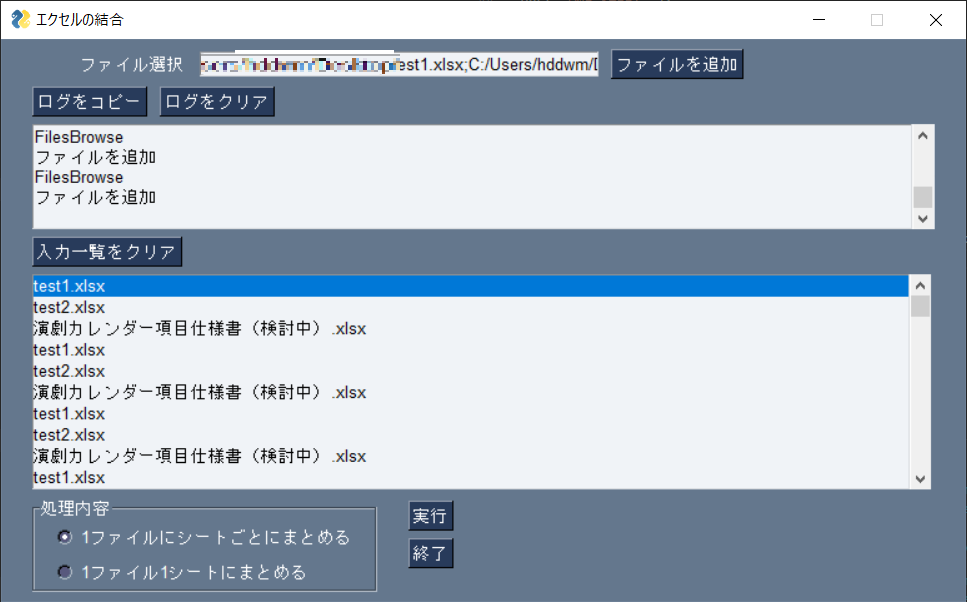 エクセルの結合
ファイル選択 est1.xlsx;C:/Users/hddwm/ ファイルを追加
ログをコピー ログをクリア
FilesBrowse
ファイルを追加
FilesBrowse
ファイルを追加
入力一覧をクリア
test1.xlsx
test2.xlsx
演劇カレンダー項目仕様書（検討中）.xlsx
test1.xlsx
test2.xlsx
演劇カレンダー項目仕様書（検討中）.xlsx
test1.xlsx
test2.xlsx
演劇カレンダー項目仕様書（検討中）.xlsx
test1.xlsx
処理内容
1ファイルにシートごとにまとめる
1ファイル1シートにまとめる
実行
終了